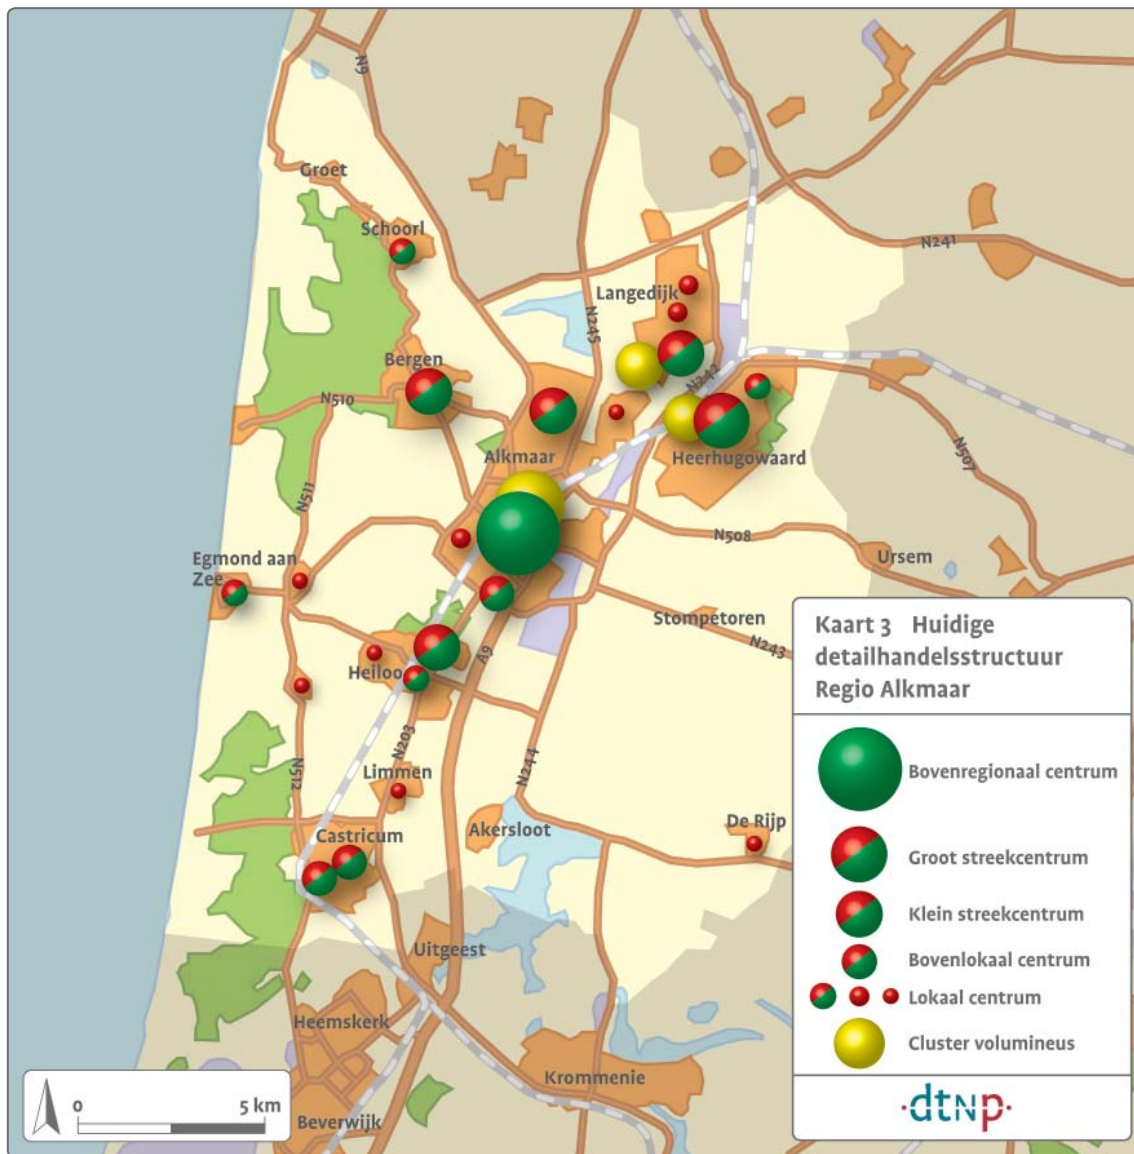 N9
Groet
Schoorl
N241
Langedijk
N245
Bergen
N242
N510
Alkmaar
Heerhugowaard
N507
N511
N508
Egmond aan
Zee
Ursem
Stompetoren
N243
A9
Heiloo
N203
N244
N512
Limmen
Castricum
Akersloot
De Rijp
Uitgeest
Heemskerk
Krommenie
Beverwijk
0 5 km
Kaart 3 Huidige
detailhandelsstructuur
Regio Alkmaar
Bovenregionaal centrum
Groot streekcentrum
Klein streekcentrum
Bovenlokaal centrum
Lokaal centrum
Cluster volumineus
·dtNp·